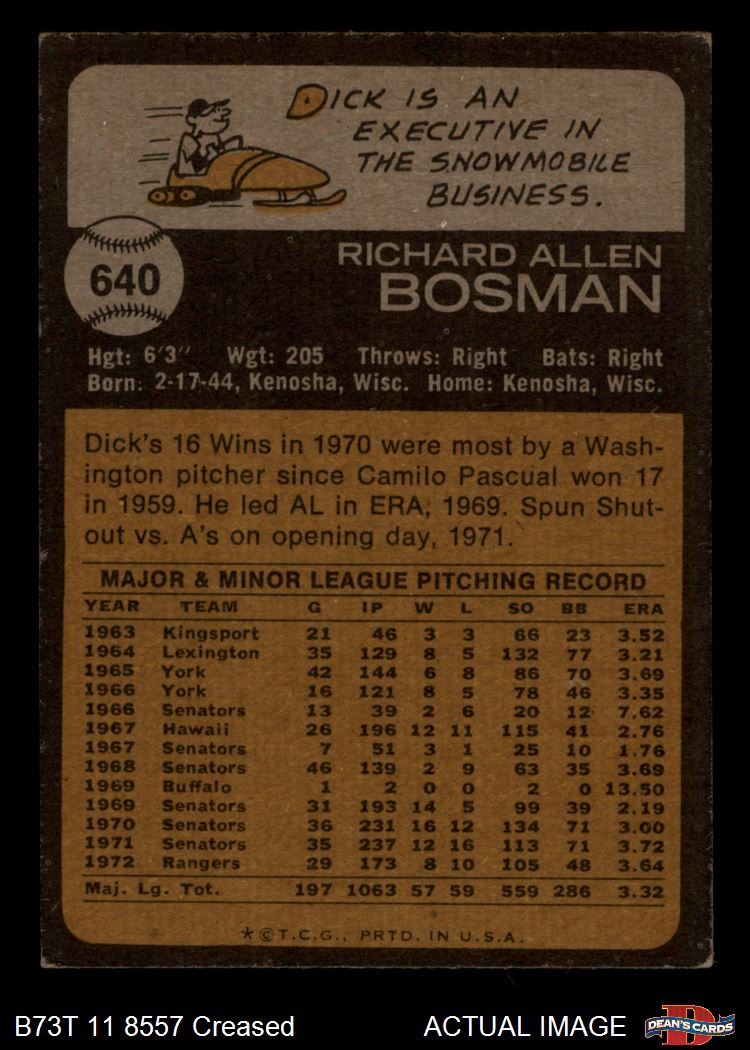 DICK IS AN
EXECUTIVE IN
THE SNOWMOBILE
BUSINESS.
640
RICHARD ALLEN
BOSMAN
Hgt: 6'3" Wgt: 205 Throws: Right Bats: Right
Born: 2-17-44, Kenosha, Wisc. Home: Kenosha, Wisc.
Dick's 16 Wins in 1970 were most by a Wash-
ington pitcher since Camilo Pascual won 17
in 1959. He led AL in ERA, 1969. Spun Shut-
out vs. A's on opening day, 1971.
MAJOR & MINOR LEAGUE PITCHING RECORD
YEAR TEAM G IP W L SO BB ERA
1963 Kingsport 21 46 3 3 66 23 3.52
1964 Lexington 35 129 8 5 132 77 3.21
1965 York 42 144 6 8 86 70 3.69
1966 York 16 121 8 5 78 46 3.35
1966 Senators 13 39 2 6 20 12 7.62
1967 Hawaii 26 196 12 11 115 41 2.76
1967 Senators 7 51 3 1 25 10 1.76
1968 Senators 46 139 2 9 63 35 3.69
1969 Buffalo 1 2 0 0 2 0 13.50
1969 Senators 31 193 14 5 99 39 2.19
1970 Senators 36 231 16 12 134 71 3.00
1971 Senators 35 237 12 16 113 71 3.72
1972 Rangers 29 173 8 10 105 48 3.64
Maj. Lg. Tot. 197 1063 57 59 559 286 3.32
*©T.C.G., PRTD. IN U.S.A.
B73T 11 8557 Creased ACTUAL IMAGE
D
DEAN'S CARDS